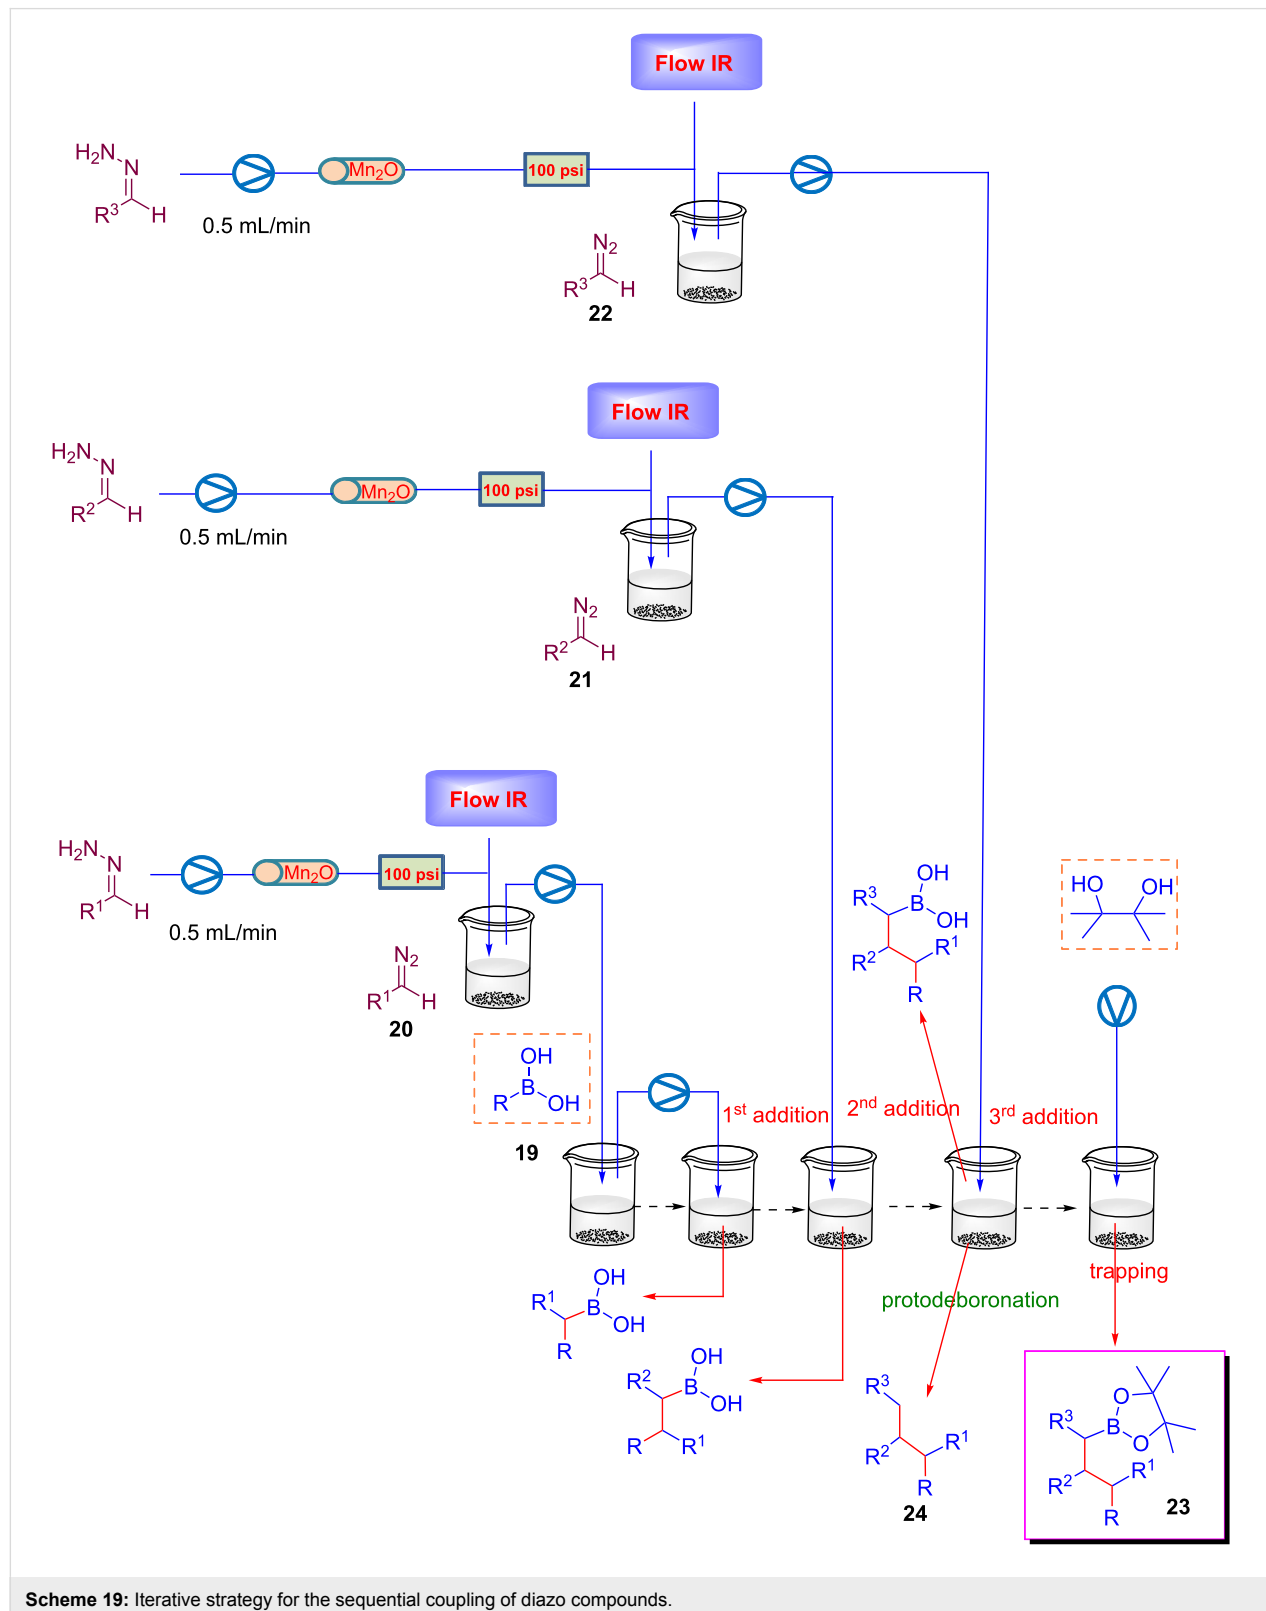 Flow IR
H₂N
N
R³
H
Mn₂O
100 psi
0.5 mL/min
N₂
R³
H
22
Flow IR
H₂N
N
R²
H
Mn₂O
100 psi
0.5 mL/min
N₂
R²
H
21
Flow IR
H₂N
N
R¹
H
Mn₂O
100 psi
0.5 mL/min
N₂
R¹
H
20
OH
B
R
OH
19
R³
OH
B
OH
R²
R¹
R
HO
OH
1ˢᵗ addition
2ⁿᵈ addition
3ʳᵈ addition
OH
R¹
B
OH
R
OH
R²
B
OH
R
R¹
protodeboronation
trapping
R³
R²
R¹
R
24
O
R³
B
O
R²
R¹
R
23
Scheme 19: Iterative strategy for the sequential coupling of diazo compounds.